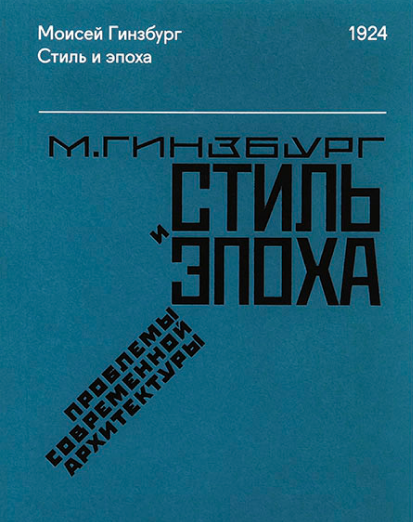 Моисей Гинзбург 1924
Стиль и эпоха
М.ГИНЗБУРГ
СТИЛЬ
И
ЭПОХА
ПРОБЛЕМЫ
СОВРЕМЕННОЙ
АРХИТЕКТУРЫ